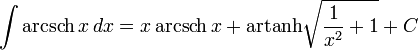 ∫ arcsch x dx = x arcsch x + artanh √(1/x² + 1) + C